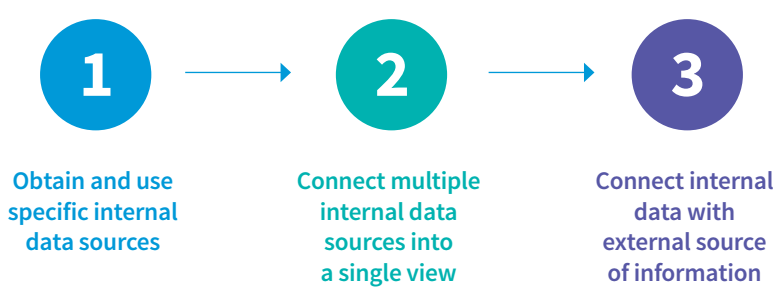 1
Obtain and use
specific internal
data sources
2
Connect multiple
internal data
sources into
a single view
3
Connect internal
data with
external source
of information